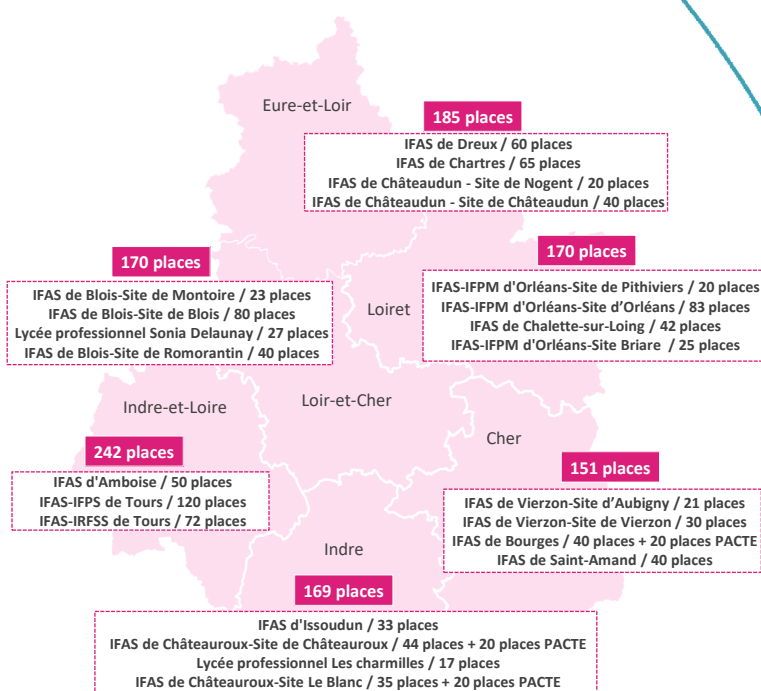 Eure-et-Loir
185 places
IFAS de Dreux / 60 places
IFAS de Chartres / 65 places
IFAS de Châteaudun - Site de Nogent / 20 places
IFAS de Châteaudun - Site de Châteaudun / 40 places
170 places
IFAS de Blois-Site de Montoire / 23 places
IFAS de Blois-Site de Blois / 80 places
Lycée professionnel Sonia Delaunay / 27 places
IFAS de Blois-Site de Romorantin / 40 places
Loiret
170 places
IFAS-IFPM d'Orléans-Site de Pithiviers / 20 places
IFAS-IFPM d'Orléans-Site d’Orléans / 83 places
IFAS de Chalette-sur-Loing / 42 places
IFAS-IFPM d'Orléans-Site Briare / 25 places
Indre-et-Loire
242 places
IFAS d'Amboise / 50 places
IFAS-IFPS de Tours / 120 places
IFAS-IRFSS de Tours / 72 places
Loir-et-Cher
Cher
151 places
IFAS de Vierzon-Site d’Aubigny / 21 places
IFAS de Vierzon-Site de Vierzon / 30 places
IFAS de Bourges / 40 places + 20 places PACTE
IFAS de Saint-Amand / 40 places
Indre
169 places
IFAS d'Issoudun / 33 places
IFAS de Châteauroux-Site de Châteauroux / 44 places + 20 places PACTE
Lycée professionnel Les charmilles / 17 places
IFAS de Châteauroux-Site Le Blanc / 35 places + 20 places PACTE